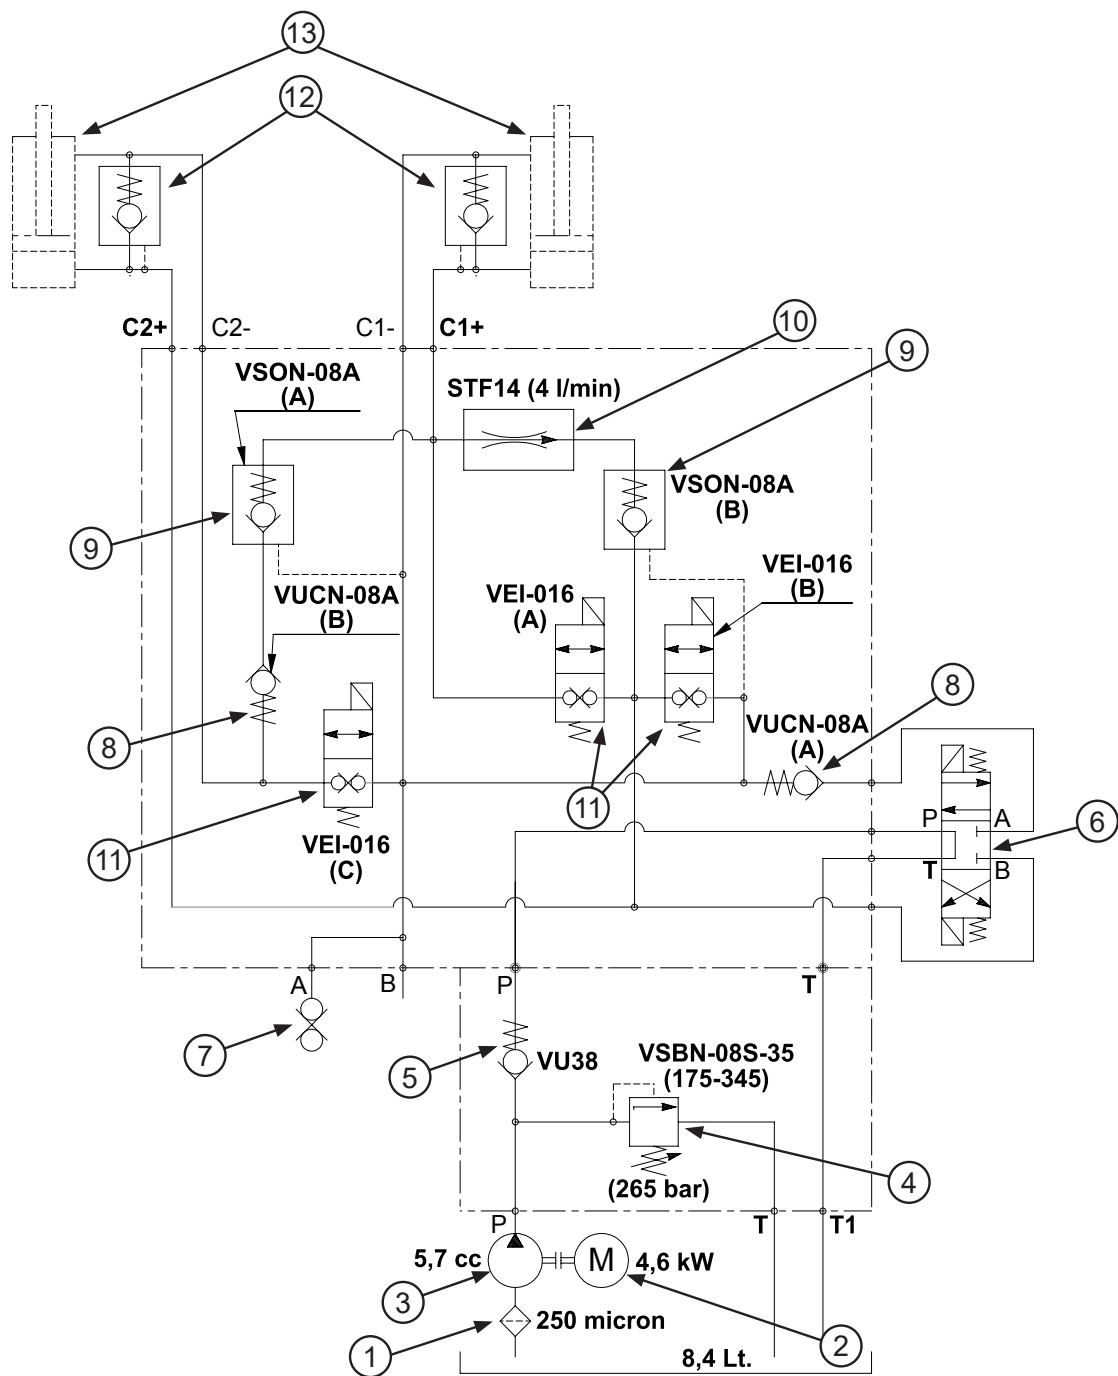 13
12
C2+ C2- C1- C1+
10
9
VSON-08A
(A)
STF14 (4 l/min)
VSON-08A
(B)
9
VEI-016
(A)
VEI-016
(B)
VUCN-08A
(B)
8
8
VUCN-08A
(A)
11
11
VEI-016
(C)
P A
T B
6
A B P T
7
5
VU38
VSBN-08S-35
(175-345)
(265 bar)
4
P T T1
5,7 cc
M
4,6 kW
3
250 micron
2
1
8,4 Lt.